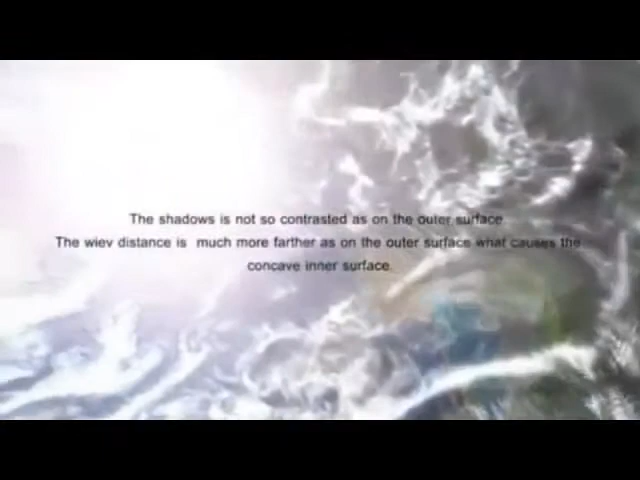 The shadows is not so contrasted as on the outer surface.
The wiev distance is much more farther as on the outer surface what causes the
concave inner surface.